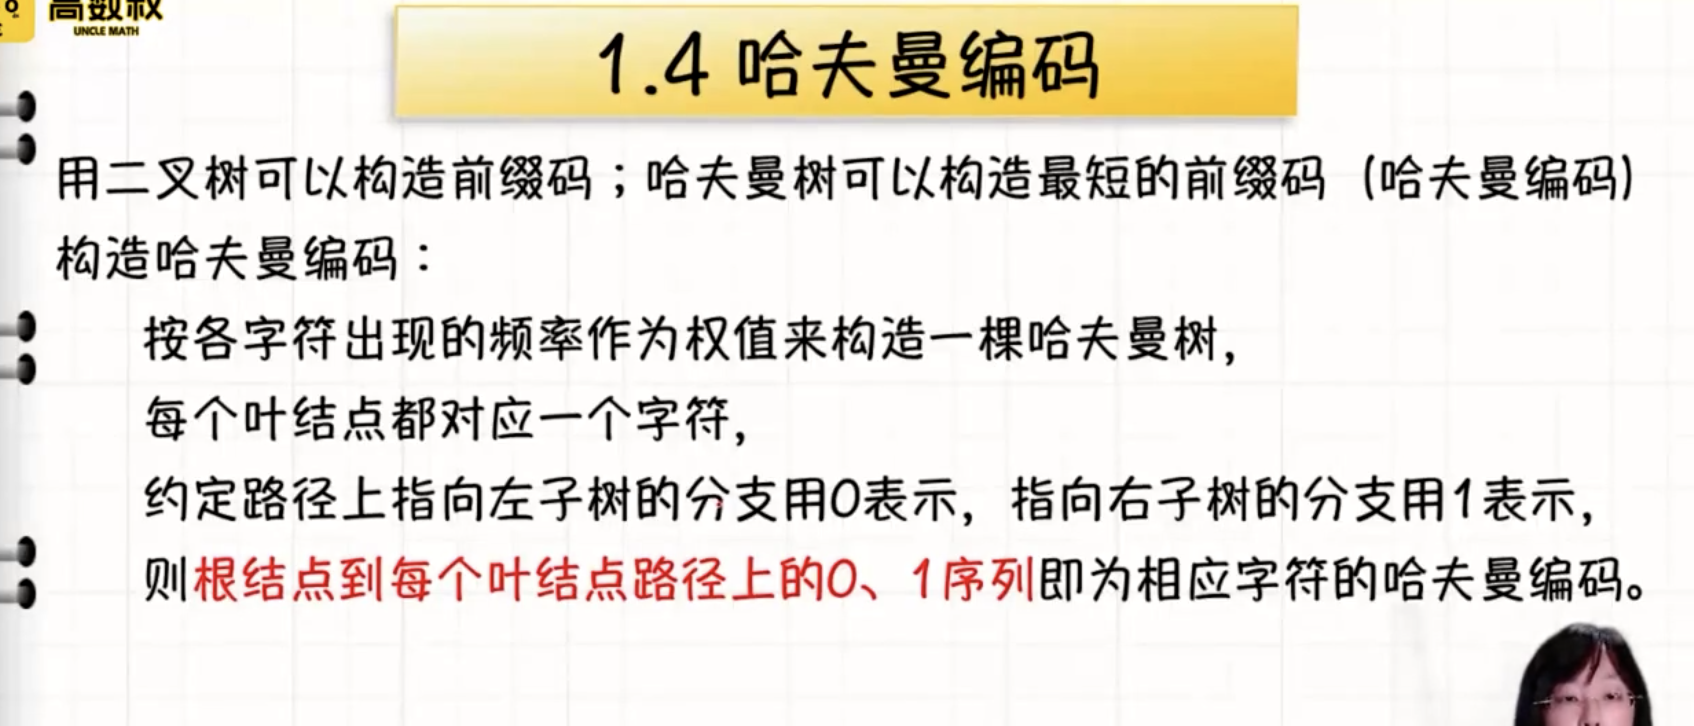 高数叔
UNCLE MATH
1.4 哈夫曼编码
用二叉树可以构造前缀码；哈夫曼树可以构造最短的前缀码（哈夫曼编码）
构造哈夫曼编码：
按各字符出现的频率作为权值来构造一棵哈夫曼树，
每个叶结点都对应一个字符，
约定路径上指向左子树的分支用0表示，指向右子树的分支用1表示，
则根结点到每个叶结点路径上的0、1序列即为相应字符的哈夫曼编码。